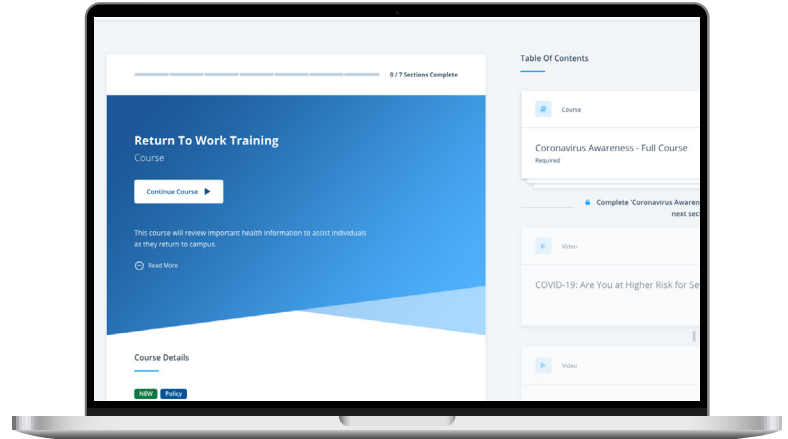 0 / 7 Sections Complete
Return To Work Training
Course
Continue Course
This course will review important health information to assist individuals
as they return to campus.
Read More
Course Details
NEW
Policy
Table Of Contents
Course
Coronavirus Awareness - Full Course
Required
Complete 'Coronavirus Awaren
next sec
Video
COVID-19: Are You at Higher Risk for Se
Video